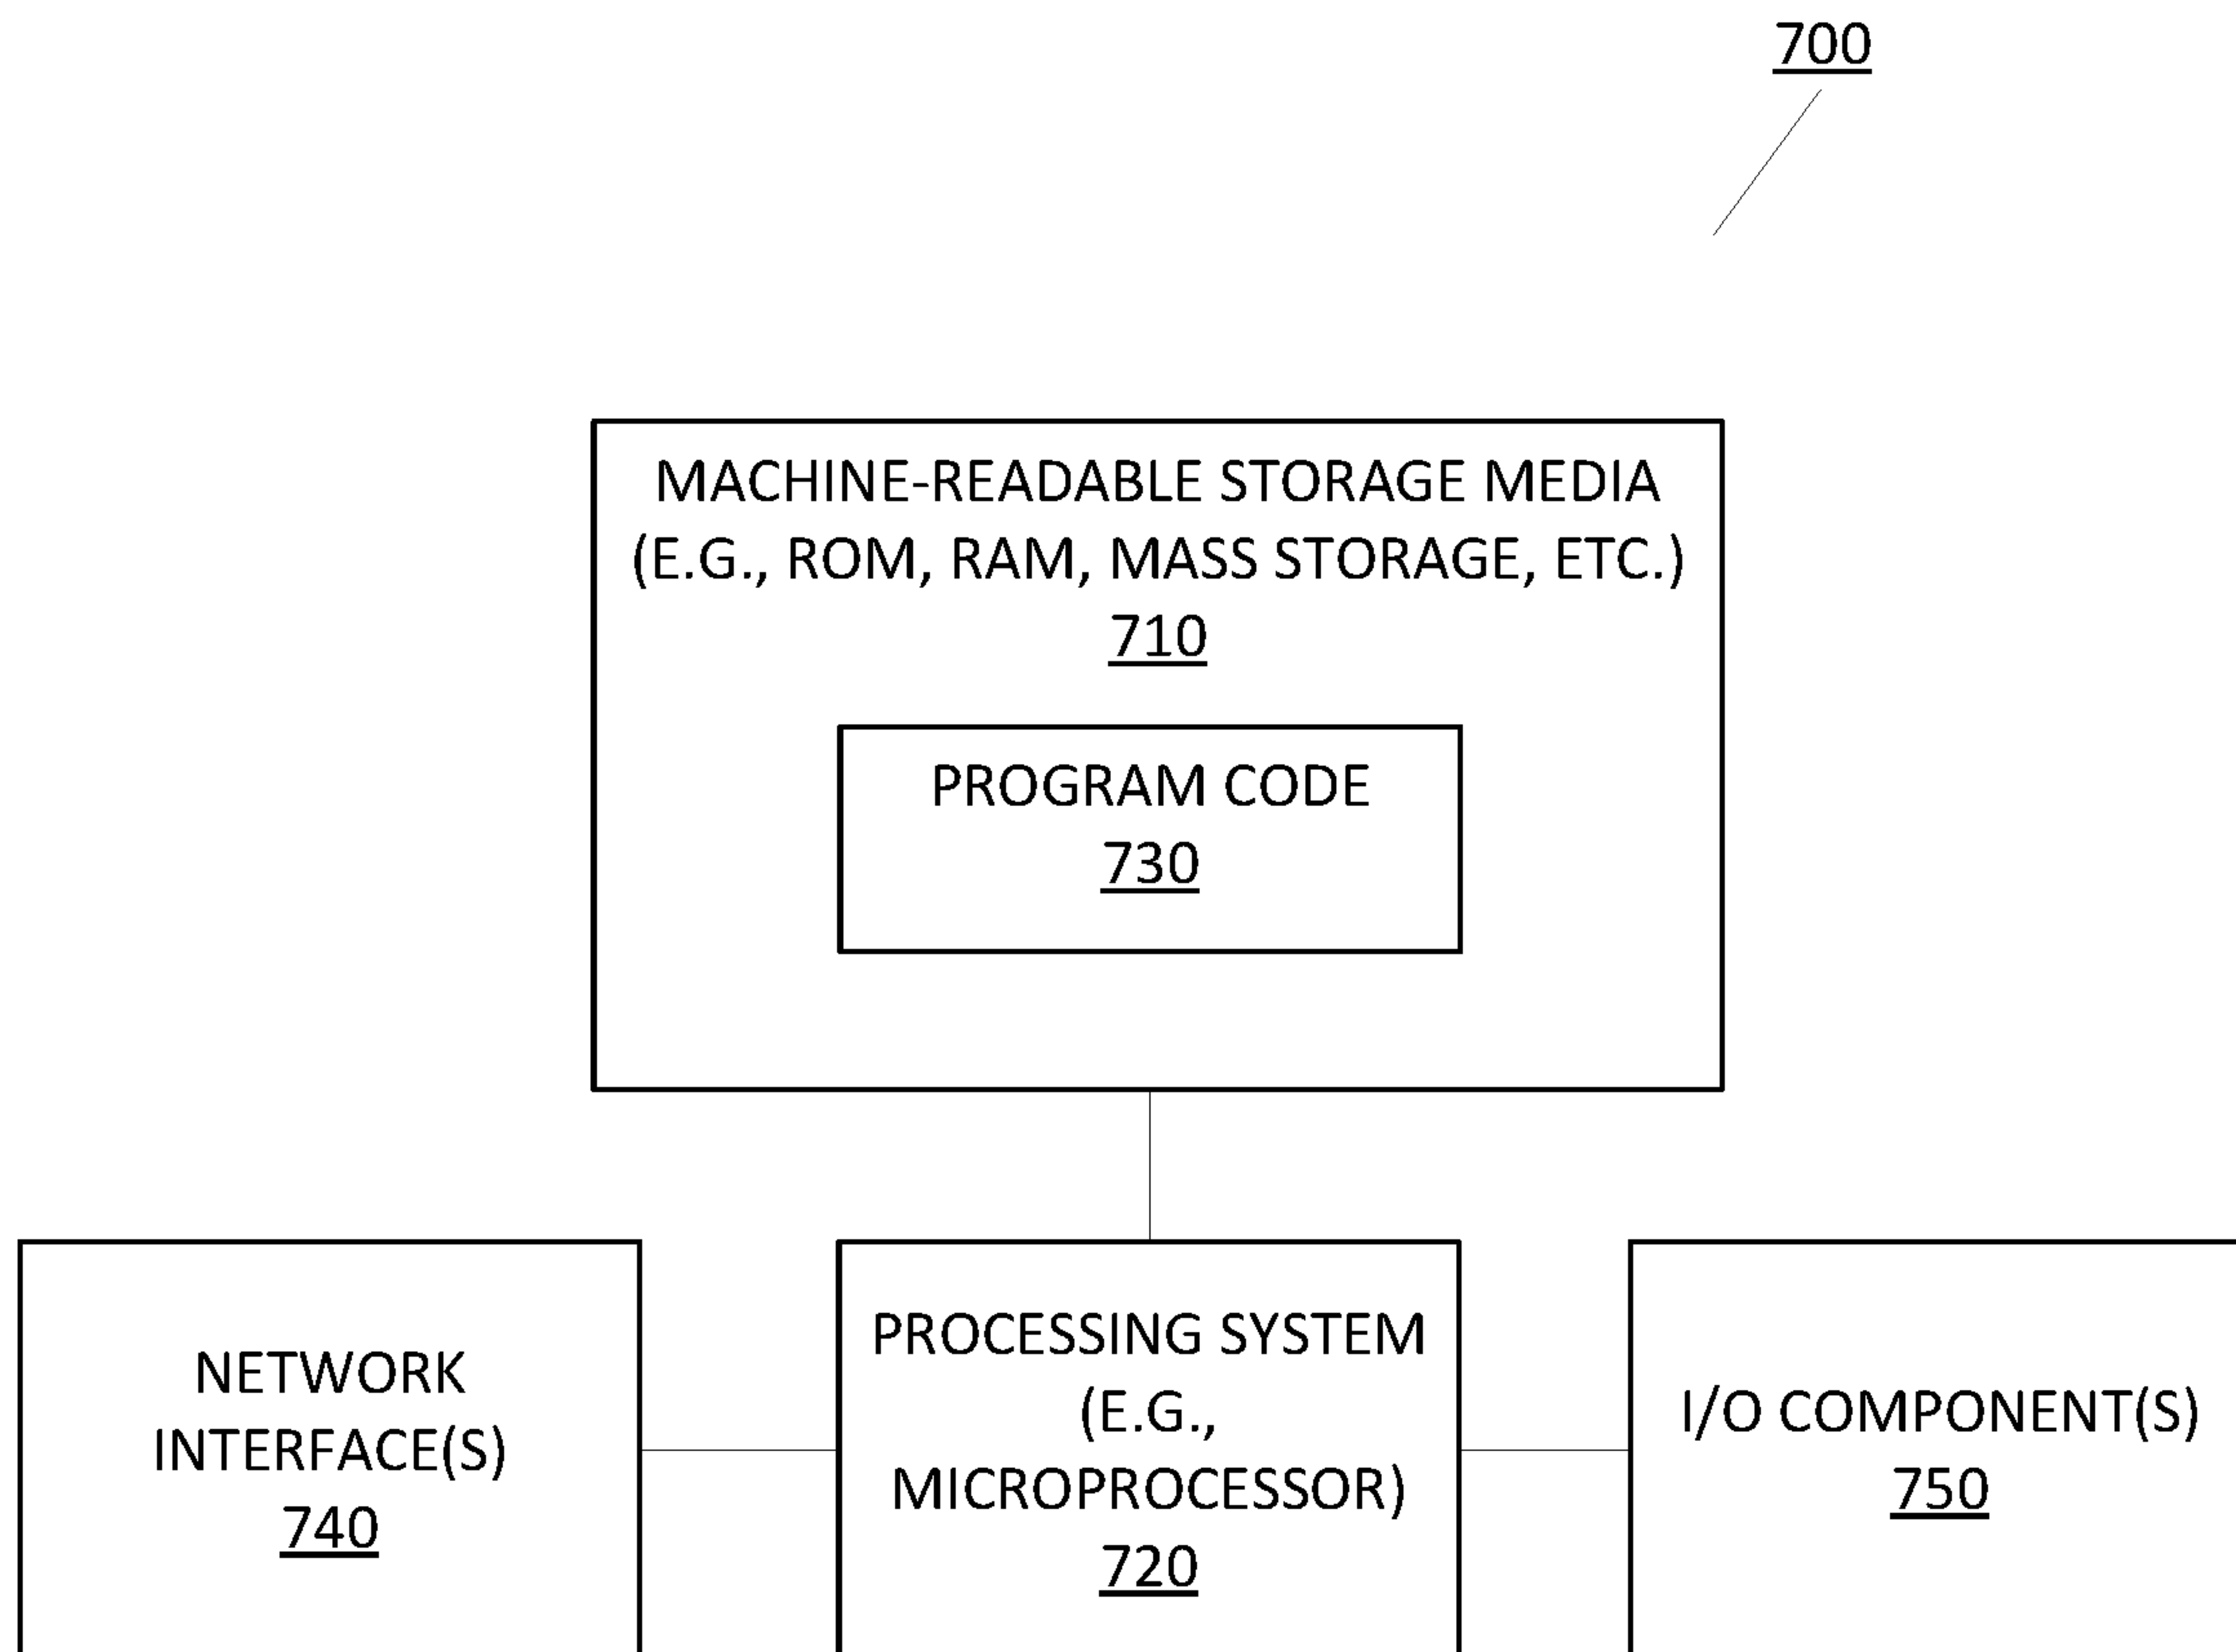 700
MACHINE-READABLE STORAGE MEDIA
(E.G., ROM, RAM, MASS STORAGE, ETC.)
710
PROGRAM CODE
730
NETWORK
INTERFACE(S)
740
PROCESSING SYSTEM
(E.G.,
MICROPROCESSOR)
720
I/O COMPONENT(S)
750